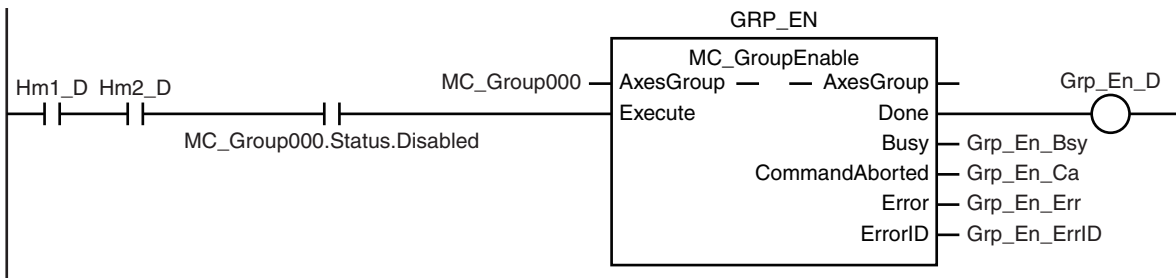 GRP_EN
MC_GroupEnable
MC_Group000 AxesGroup AxesGroup
Hm1_D Hm2_D Grp_En_D
Execute Done
MC_Group000.Status.Disabled
Busy Grp_En_Bsy
CommandAborted Grp_En_Ca
Error Grp_En_Err
ErrorID Grp_En_ErrID